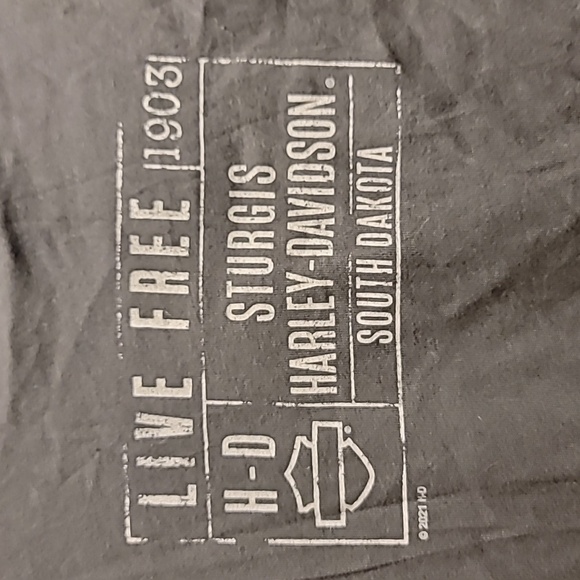 LIVE FREE 1903
H-D
STURGIS
HARLEY-DAVIDSON®
SOUTH DAKOTA
®
© 2021 H-D